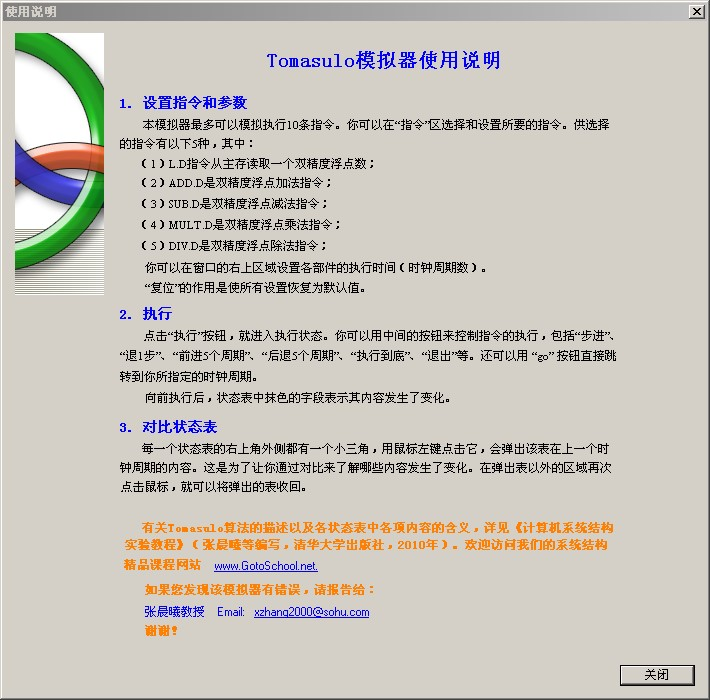 使用说明
Tomasulo模拟器使用说明
1. 设置指令和参数
本模拟器最多可以模拟执行10条指令。你可以在“指令”区选择和设置所要的指令。供选择
的指令有以下5种，其中：
（1）L.D指令从主存读取一个双精度浮点数；
（2）ADD.D是双精度浮点加法指令；
（3）SUB.D是双精度浮点减法指令；
（4）MULT.D是双精度浮点乘法指令；
（5）DIV.D是双精度浮点除法指令；
你可以在窗口的右上区域设置各部件的执行时间（时钟周期数）。
“复位”的作用是使所有设置恢复为默认值。
2. 执行
点击“执行”按钮，就进入执行状态。你可以用中间的按钮来控制指令的执行，包括“步进”、
“退1步”、“前进5个周期”、“后退5个周期”、“执行到底”、“退出”等。还可以用 “go” 按钮直接跳
转到你所指定的时钟周期。
向前执行后，状态表中抹色的字段表示其内容发生了变化。
3. 对比状态表
每一个状态表的右上角外侧都有一个小三角，用鼠标左键点击它，会弹出该表在上一个时
钟周期的内容。这是为了让你通过对比来了解哪些内容发生了变化。在弹出表以外的区域再次
点击鼠标，就可以将弹出的表收回。
有关Tomasulo算法的描述以及各状态表中各项内容的含义，详见《计算机系统结构
实验教程》（张晨曦等编写，清华大学出版社，2010年）。欢迎访问我们的系统结构
精品课程网站 www.GotoSchool.net.
如果您发现该模拟器有错误，请报告给：
张晨曦教授 Email: xzhang2000@sohu.com
谢谢！
关闭